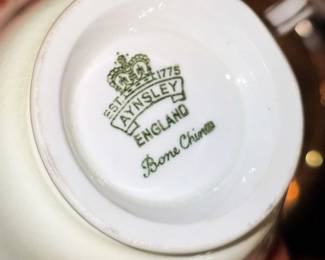 EST. 1775
AYNSLEY
ENGLAND
Bone China